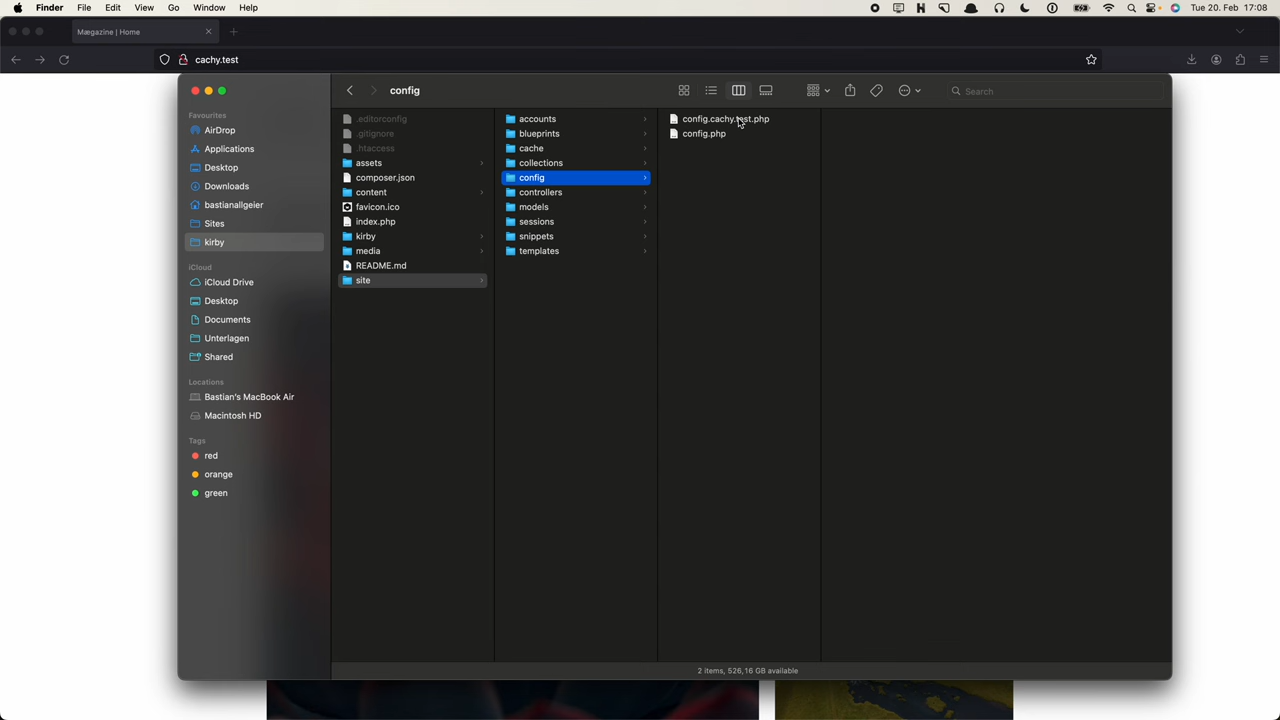 Finder File Edit View Go Window Help
Tue 20. Feb 17:08
Mægazine | Home
cachy.test
config
Search
Favourites
AirDrop
Applications
Desktop
Downloads
bastianallgeier
Sites
kirby
iCloud
iCloud Drive
Desktop
Documents
Unterlagen
Shared
Locations
Bastian's MacBook Air
Macintosh HD
Tags
red
orange
green
.editorconfig
.gitignore
.htaccess
assets
composer.json
content
favicon.ico
index.php
kirby
media
README.md
site
accounts
blueprints
cache
collections
config
controllers
models
sessions
snippets
templates
config.cachy.test.php
config.php
2 items, 526,16 GB available